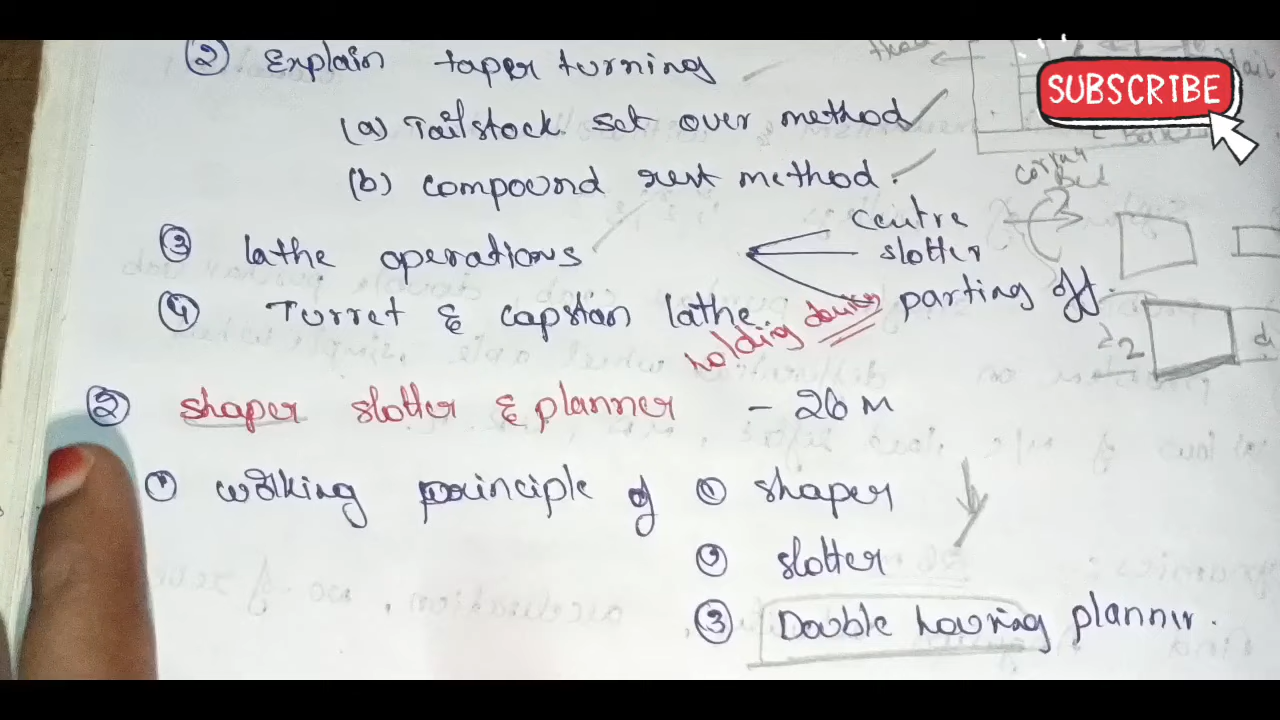 ② Explain taper turning
(a) Tailstock set over method
(b) compound rest method.
③ lathe operations
centre
slotter
parting off.
④ Turret & capstan lathe
holding
② shaper slotter & planner - 26 M
① working principle of ① shaper
② slotter
③ Double housing planner.
SUBSCRIBE